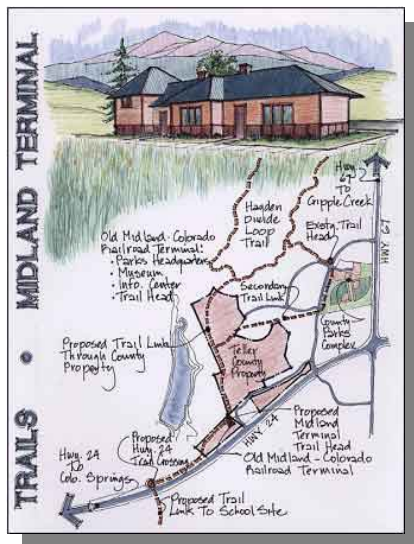 TRAILS • MIDLAND TERMINAL
Hwy.
67
To
Cripple Creek
HWY 67
Hayden
Divide
Loop
Trail
Existg. Trail
Head
Old Midland-Colorado
Railroad Terminal:
• Parks Headquarters
• Museum
• Info. Center
• Trail Head
Secondary
Trail Link
County
Parks
Complex
Proposed Trail Link
Through County
Property
Teller
County
Property
Proposed
Midland
Terminal
Trail Head
HWY 24
Old Midland-Colorado
Railroad Terminal
Proposed
Hwy. 24
Trail Crossing
Hwy. 24
To
Colo. Springs
Proposed Trail
Link To School Site